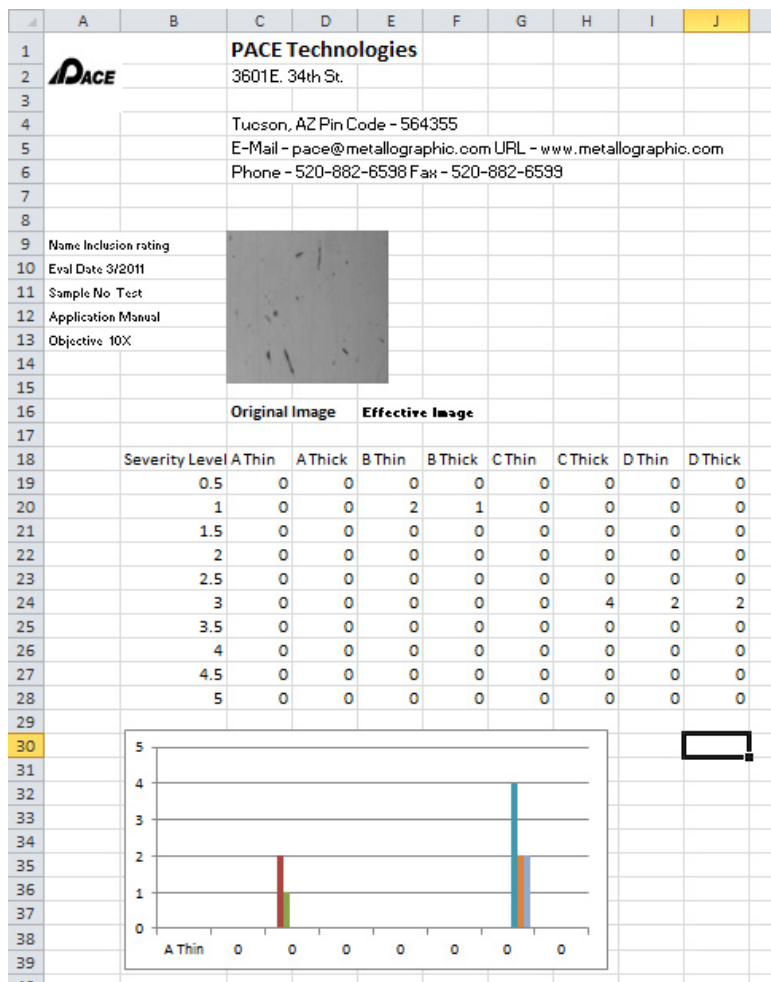 A B C D E F G H I J
1 PACE Technologies
2 PACE 3601 E. 34th St.
3
4 Tucson, AZ Pin Code - 564355
5 E-Mail - pace@metallographic.com URL - www.metallographic.com
6 Phone - 520-882-6598 Fax - 520-882-6599
7
8
9 Name Inclusion rating
10 Eval Date 3/2011
11 Sample No Test
12 Application Manual
13 Objective 10X
14
15
16 Original Image Effective Image
17
18 Severity Level A Thin A Thick B Thin B Thick C Thin C Thick D Thin D Thick
19 0.5 0 0 0 0 0 0 0 0
20 1 0 0 2 1 0 0 0 0
21 1.5 0 0 0 0 0 0 0 0
22 2 0 0 0 0 0 0 0 0
23 2.5 0 0 0 0 0 0 0 0
24 3 0 0 0 0 0 4 2 2
25 3.5 0 0 0 0 0 0 0 0
26 4 0 0 0 0 0 0 0 0
27 4.5 0 0 0 0 0 0 0 0
28 5 0 0 0 0 0 0 0 0
29
30 5
31
32 4
33 3
34
35 2
36 1
37
38 0
39 A Thin 0 0 0 0 0 0 0